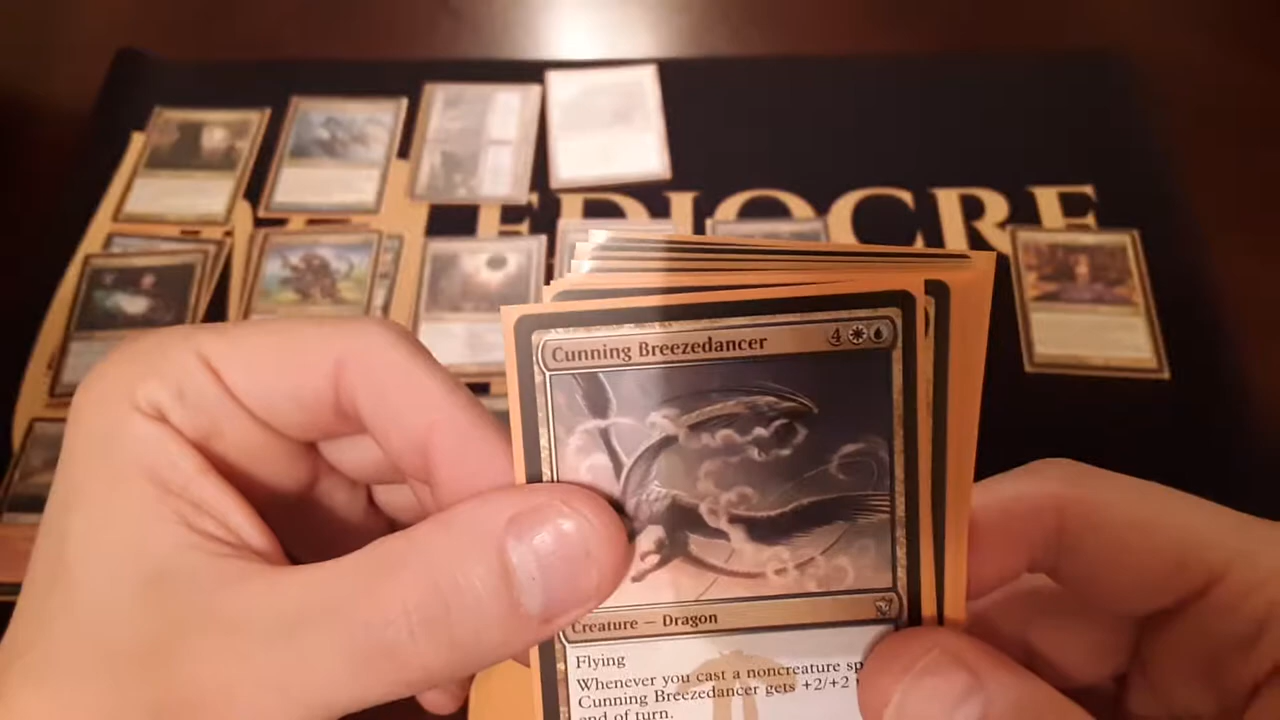 EDIOCRE
Cunning Breezedancer 4
Creature — Dragon
Flying
Whenever you cast a noncreature sp
Cunning Breezedancer gets +2/+2
end of turn.